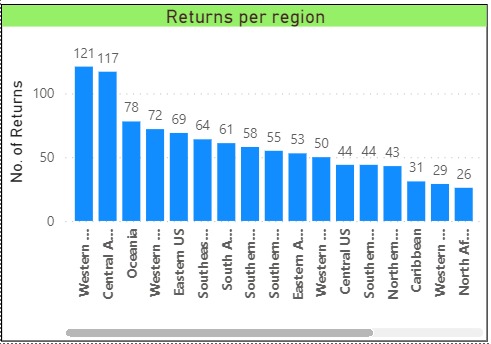 Returns per region
No. of Returns
100
50
0
121
117
78
72
69
64
61
58
55
53
50
44
44
43
31
29
26
Western ...
Central A...
Oceania
Western ...
Eastern US
Southeas...
South A...
Southern...
Southern...
Eastern A...
Western ...
Central US
Southern...
Northern...
Caribbean
Western ...
North Af...